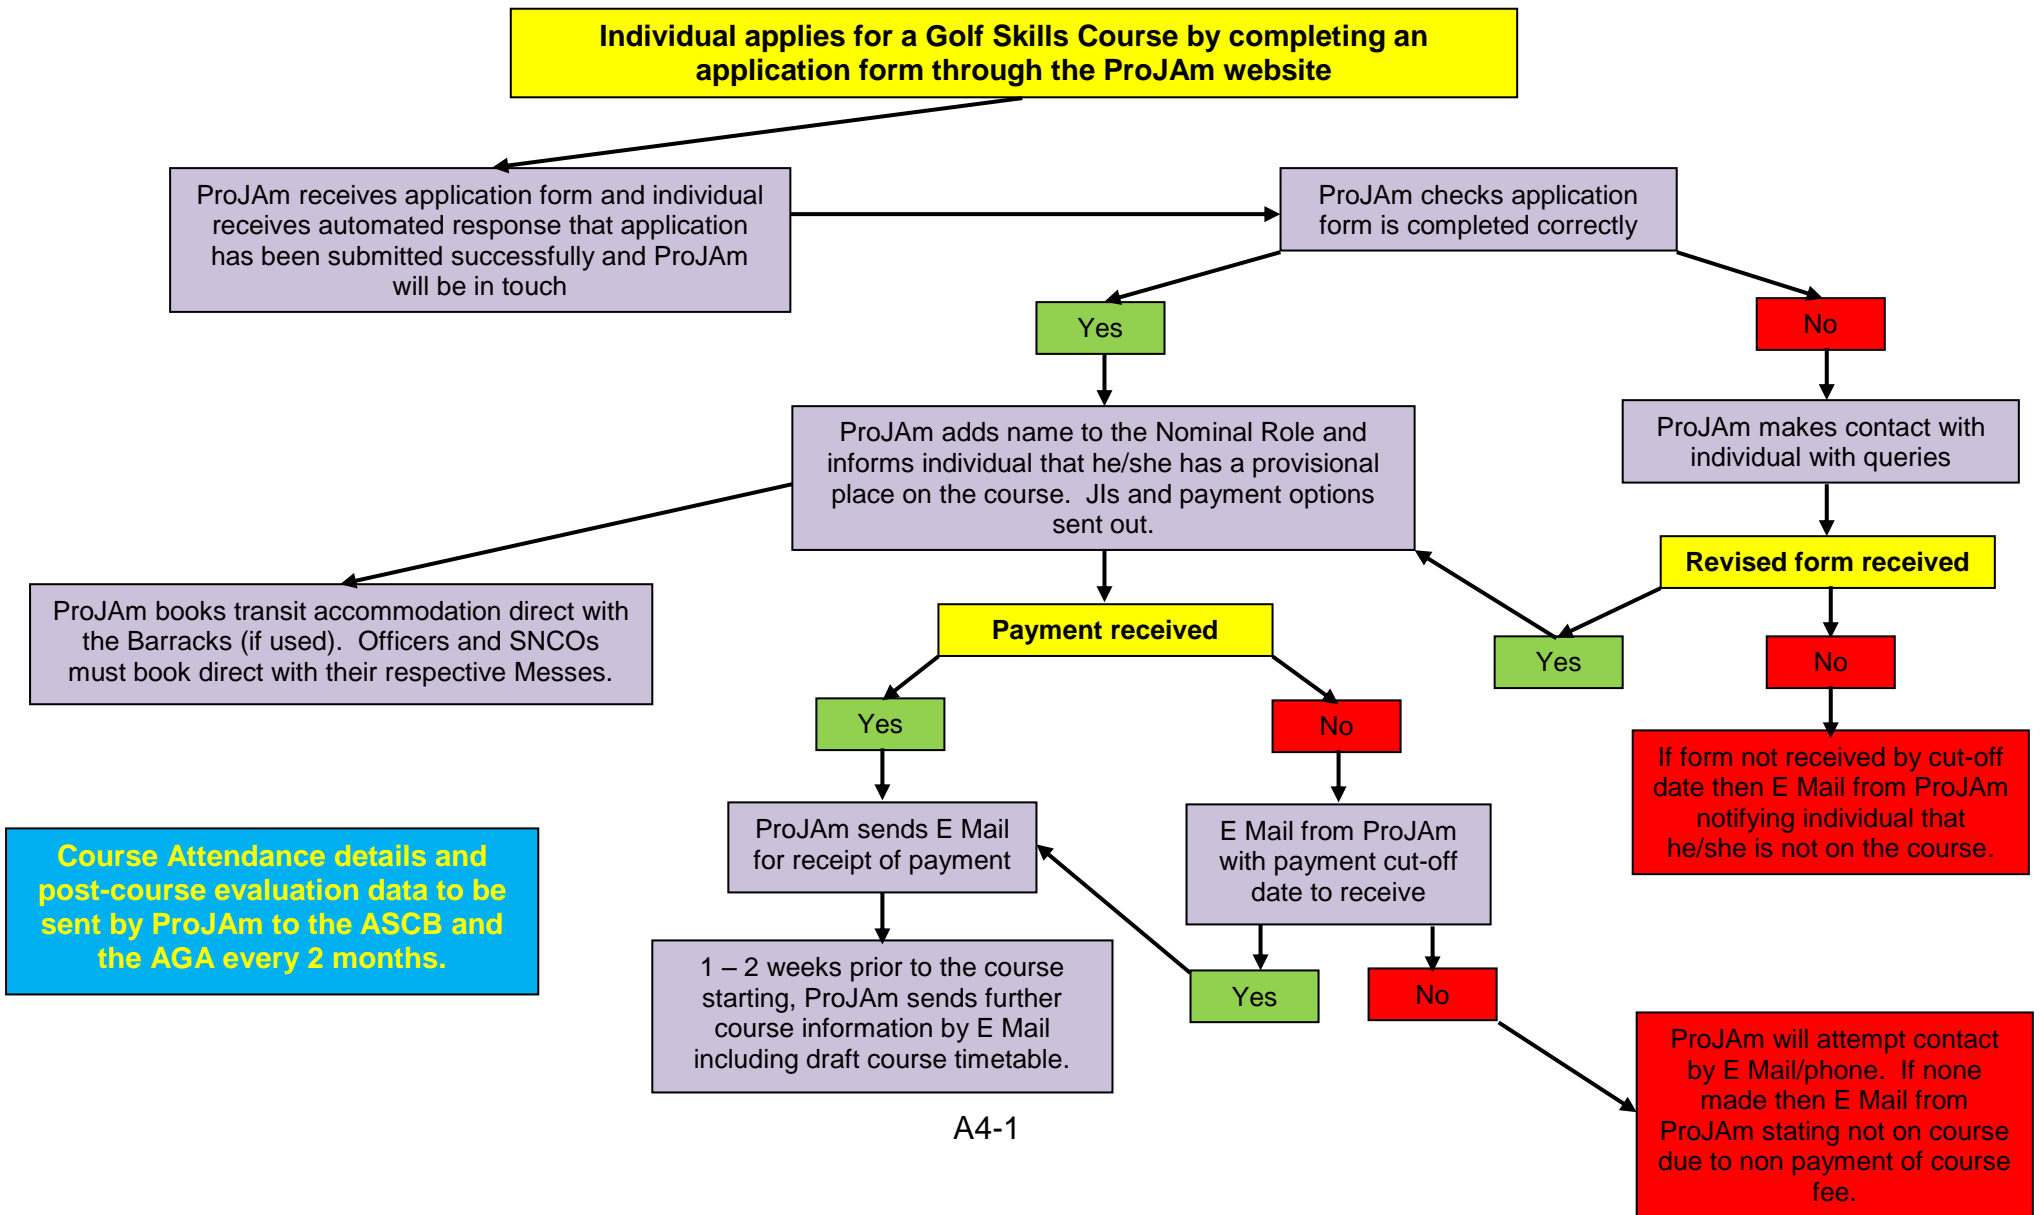 Individual applies for a Golf Skills Course by completing an
application form through the ProJAm website
ProJAm receives application form and individual
receives automated response that application
has been submitted successfully and ProJAm
will be in touch
ProJAm checks application
form is completed correctly
Yes
No
ProJAm adds name to the Nominal Role and
informs individual that he/she has a provisional
place on the course.  JIs and payment options
sent out.
ProJAm makes contact with
individual with queries
Revised form received
ProJAm books transit accommodation direct with
the Barracks (if used).  Officers and SNCOs
must book direct with their respective Messes.
Payment received
Yes
No
Yes
No
If form not received by cut-off
date then E Mail from ProJAm
notifying individual that
he/she is not on the course.
ProJAm sends E Mail
for receipt of payment
E Mail from ProJAm
with payment cut-off
date to receive
Course Attendance details and
post-course evaluation data to be
sent by ProJAm to the ASCB and
the AGA every 2 months.
1 – 2 weeks prior to the course
starting, ProJAm sends further
course information by E Mail
including draft course timetable.
Yes
No
ProJAm will attempt contact
by E Mail/phone.  If none
made then E Mail from
ProJAm stating not on course
due to non payment of course
fee.
A4-1